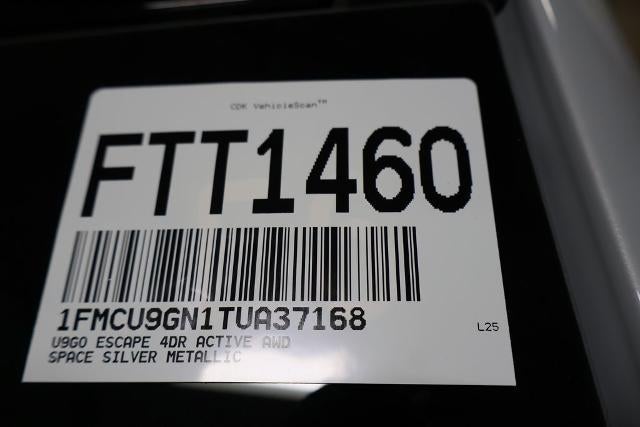 CDK VehicleScan™
FTT1460
1FMCU9GN1TUA37168
U9G0 ESCAPE 4DR ACTIVE AWD
SPACE SILVER METALLIC
L25